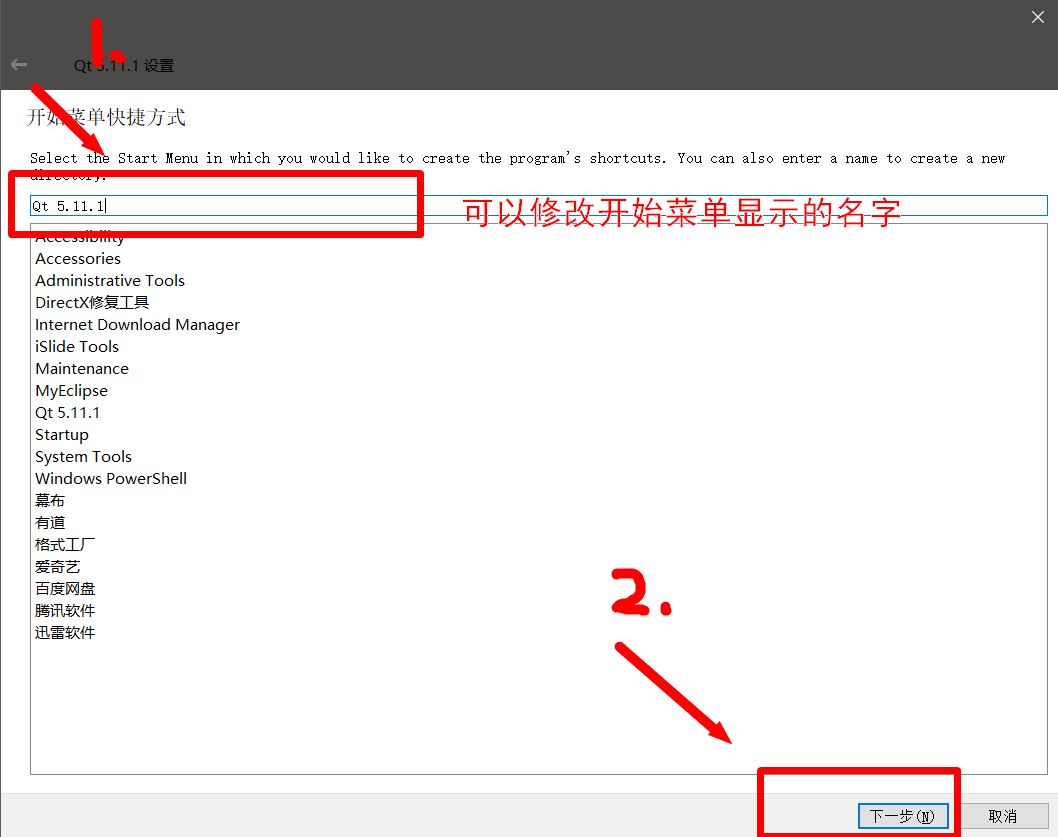 1.
Qt 5.11.1 设置
开始菜单快捷方式
Select the Start Menu in which you would like to create the program's shortcuts. You can also enter a name to create a new
directory.
Qt 5.11.1
可以修改开始菜单显示的名字
Accessibility
Accessories
Administrative Tools
DirectX修复工具
Internet Download Manager
iSlide Tools
Maintenance
MyEclipse
Qt 5.11.1
Startup
System Tools
Windows PowerShell
幕布
有道
格式工厂
爱奇艺
百度网盘
腾讯软件
迅雷软件
2.
下一步(N)
取消